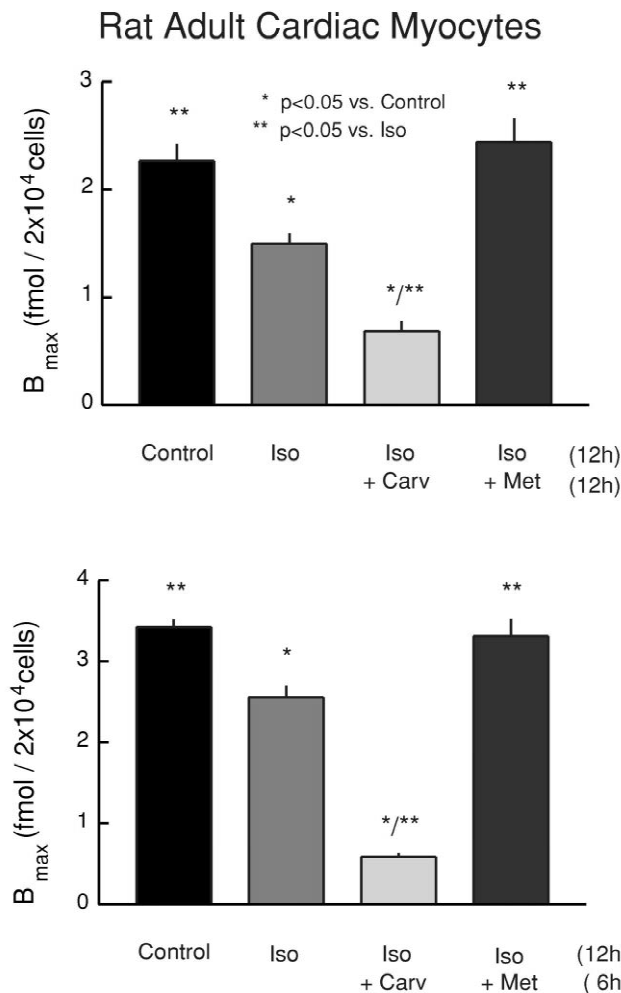 Rat Adult Cardiac Myocytes
3
* p<0.05 vs. Control
** p<0.05 vs. Iso
**
**
2
*
1
*/**
0
B max (fmol / 2x10⁴ cells)
Control Iso Iso Iso (12h)
+ Carv + Met (12h)
4
**
**
3
*
2
1
*/**
0
B max (fmol / 2x10⁴ cells)
Control Iso Iso Iso (12h
+ Carv + Met ( 6h